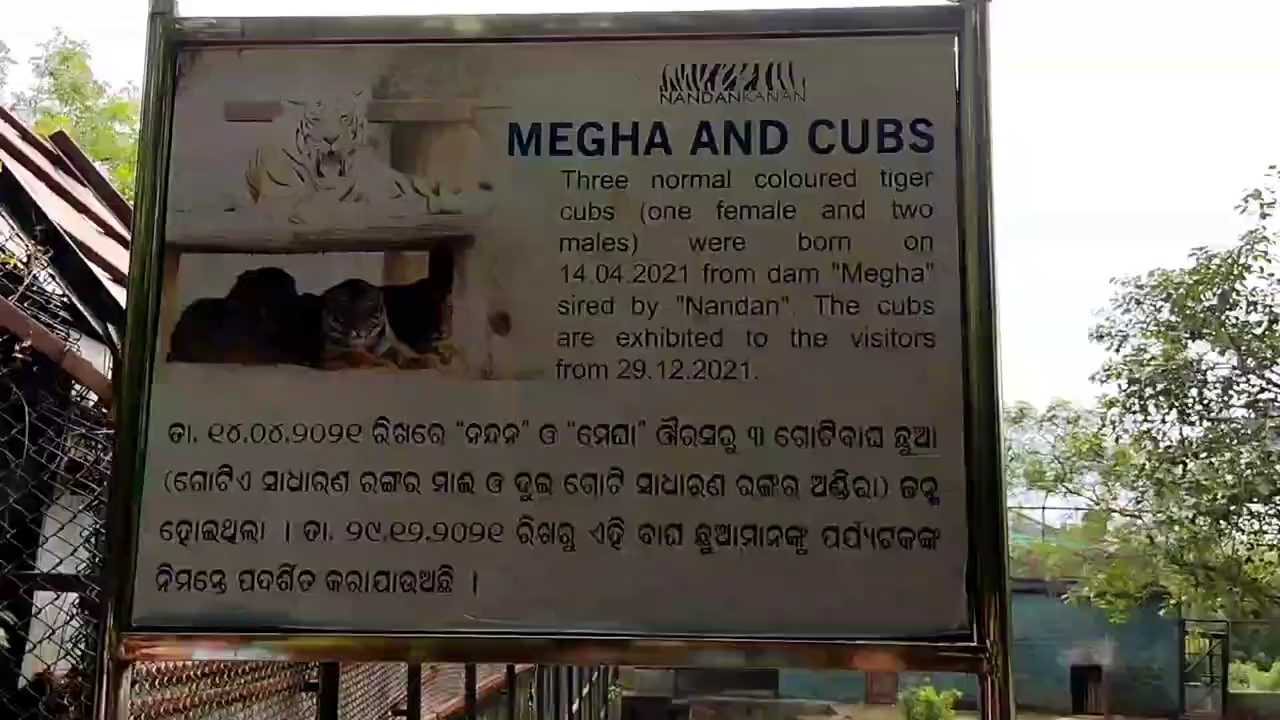 NANDANKANAN
MEGHA AND CUBS
Three normal coloured tiger
cubs (one female and two
males) were born on
14.04.2021 from dam "Megha"
sired by "Nandan". The cubs
are exhibited to the visitors
from 29.12.2021.
ତା. ୧୪.୦୪.୨୦୨୧ ରିଖରେ “ନନ୍ଦନ” ଓ “ମେଘା” ଔରସରୁ ୩ ଗୋଟି ବାଘ ଛୁଆ
(ଗୋଟିଏ ସାଧାରଣ ରଙ୍ଗର ମାଈ ଓ ଦୁଇ ଗୋଟି ସାଧାରଣ ରଙ୍ଗର ଅଣ୍ଡିରା) ଜନ୍ମ
ହୋଇଥିଲା । ତା. ୨୯.୧୨.୨୦୨୧ ରିଖରୁ ଏହି ବାଘ ଛୁଆମାନଙ୍କୁ ପର୍ଯ୍ୟଟକଙ୍କ
ନିମନ୍ତେ ପଦର୍ଶିତ କରାଯାଉଅଛି ।